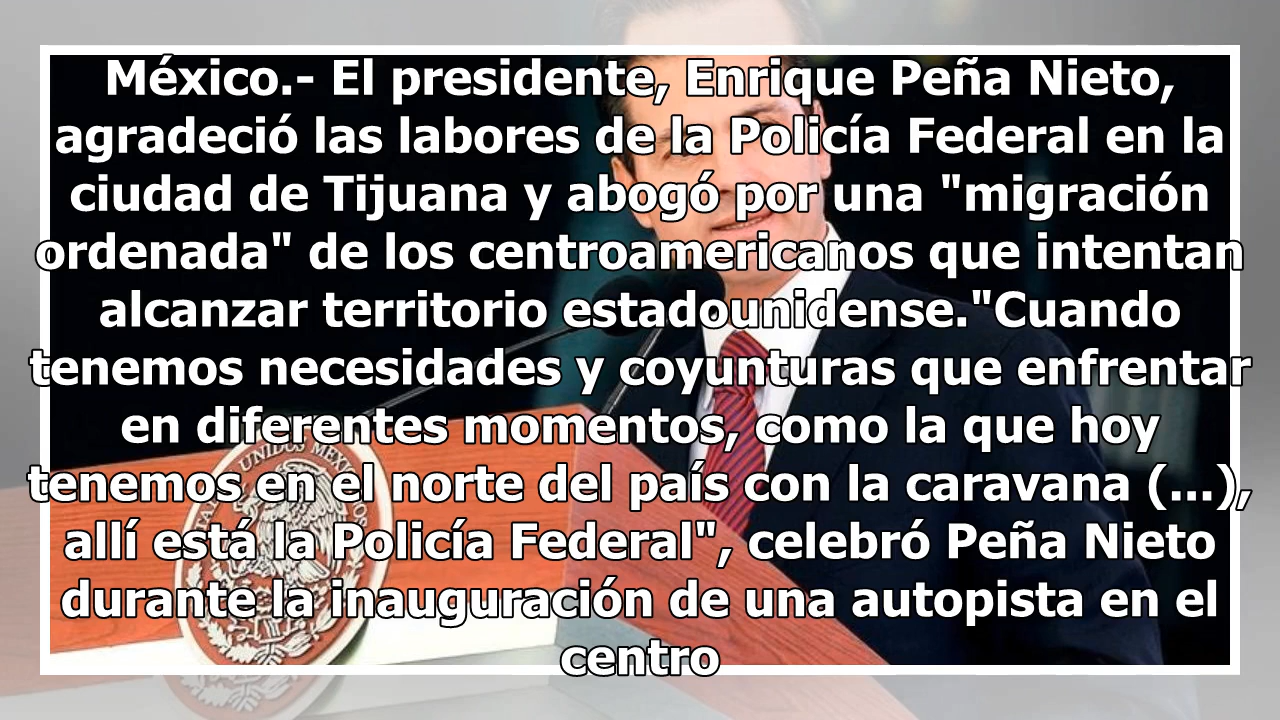 México.- El presidente, Enrique Peña Nieto,
agradeció las labores de la Policía Federal en la
ciudad de Tijuana y abogó por una "migración
ordenada" de los centroamericanos que intentan
alcanzar territorio estadounidense."Cuando
tenemos necesidades y coyunturas que enfrentar
en diferentes momentos, como la que hoy
tenemos en el norte del país con la caravana (...),
allí está la Policía Federal", celebró Peña Nieto
durante la inauguración de una autopista en el
centro
UNIDOS